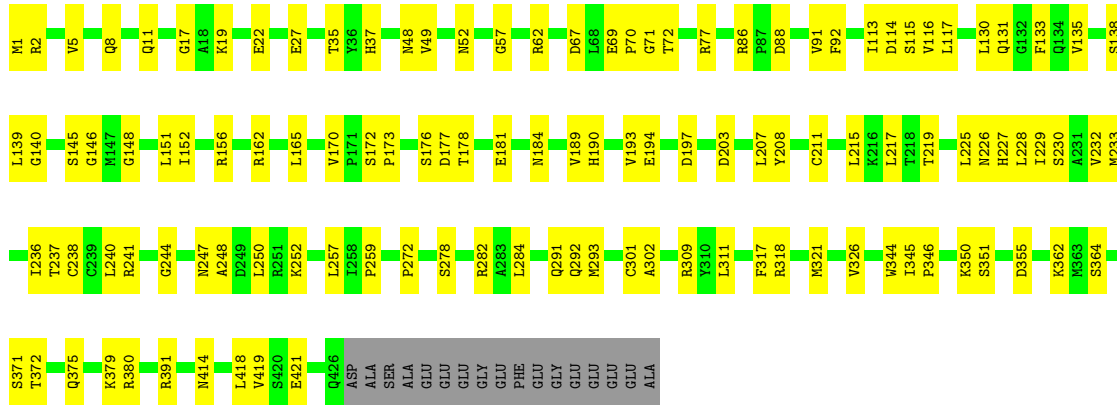 M1 R2 V5 Q8 Q11 G17 A18 K19 E22 E27 T35 Y36 H37 N48 V49 N52 G57 R62 D67 L68 E69 P70 G71 T72 R77 R86 P87 D88 V91 F92 I113 D114 S115 V116 L117 L130 Q131 G132 F133 Q134 V135 S138
L139 G140 S145 G146 M147 G148 L151 I152 R156 R162 L165 V170 P171 S172 P173 S176 D177 T178 E181 N184 V189 H190 V193 E194 D197 D203 L207 Y208 C211 L215 K216 L217 T218 T219 L225 N226 H227 L228 I229 S230 A231 V232 M233
I236 T237 C238 C239 L240 R241 G244 N247 A248 D249 L250 R251 K252 L257 I258 P259 P272 S278 R282 A283 L284 Q291 Q292 M293 C301 A302 R309 Y310 L311 F317 R318 M321 V326 W344 I345 P346 K350 S351 D355 K362 M363 S364
S371 T372 Q375 K379 R380 R391 N414 L418 V419 S420 E421 Q426 ASP ALA SER ALA GLU GLU GLU GLY GLU PHE GLU GLY GLU GLU GLU GLU ALA